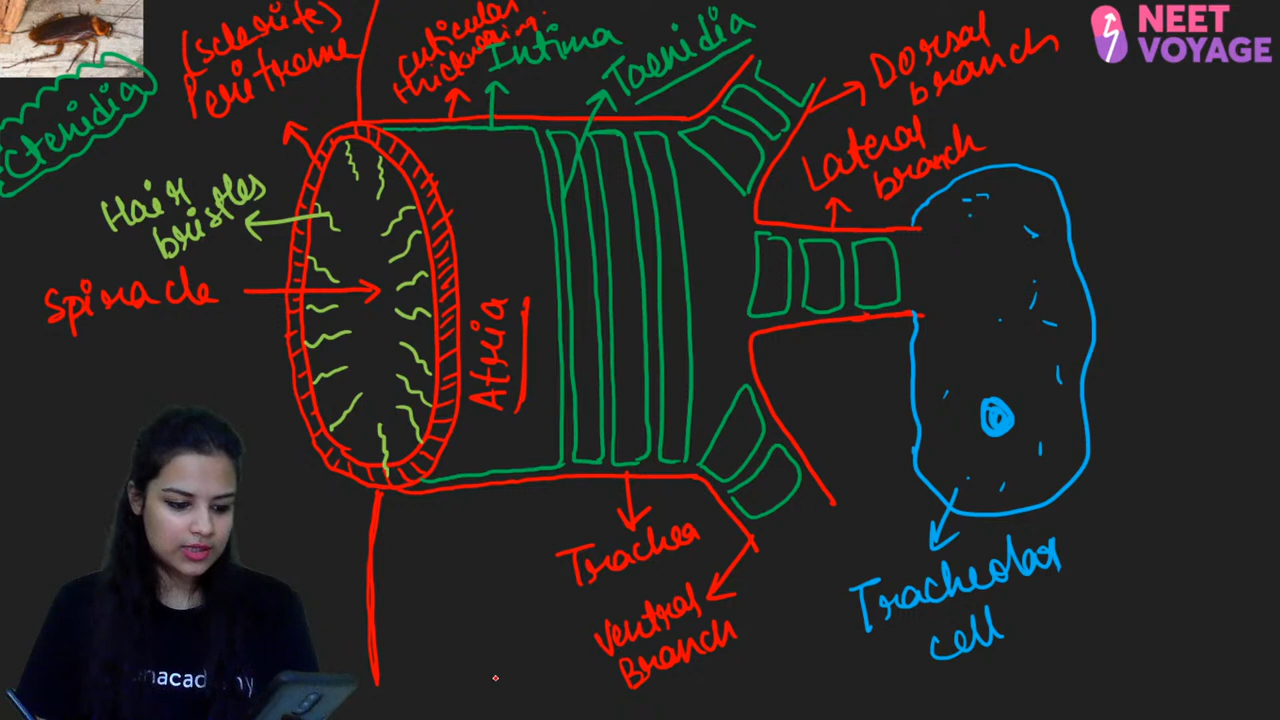 NEET
VOYAGE
(sclerite)
Peritreme
cuticular
thickening.
Intima
Taenidia
Dorsal
branch
Lateral
branch
Ctenidia
Hair
bristles
Spiracle
Atria
Trachea
Ventral
Branch
Tracheolar
cell
unacademy